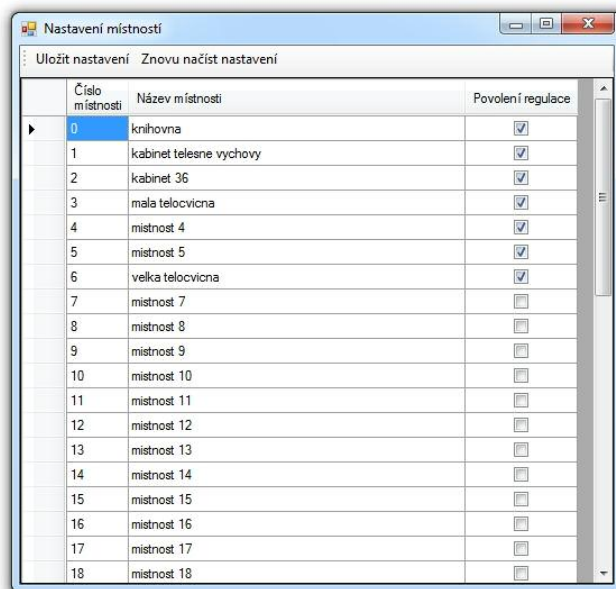 Nastavení místností
Uložit nastavení Znovu načíst nastavení
Číslo místnosti Název místnosti Povolení regulace
0 knihovna
1 kabinet telesne vychovy
2 kabinet 36
3 mala telocvicna
4 mistnost 4
5 mistnost 5
6 velka telocvicna
7 mistnost 7
8 mistnost 8
9 mistnost 9
10 mistnost 10
11 mistnost 11
12 mistnost 12
13 mistnost 13
14 mistnost 14
15 mistnost 15
16 mistnost 16
17 mistnost 17
18 mistnost 18